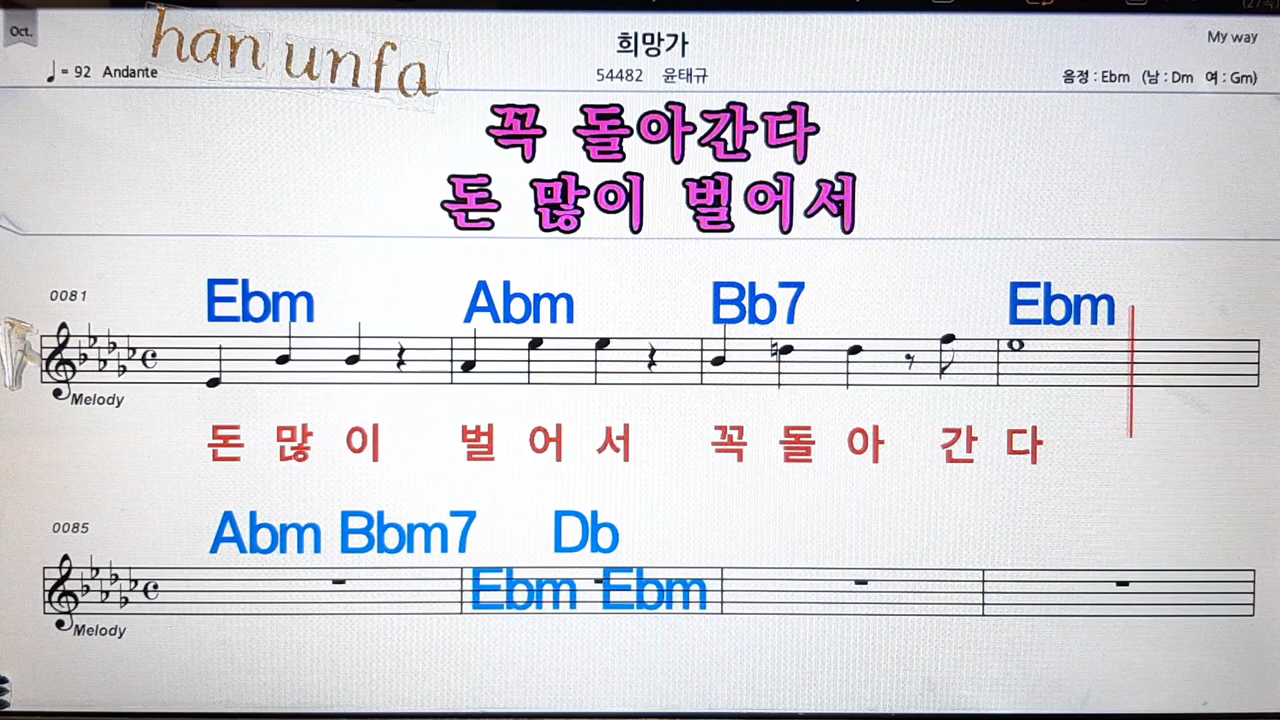 Oct.
han unfa
희망가
My way
= 92 Andante
54482 윤태규
음정 : Ebm (남 : Dm 여 : Gm)
꼭 돌아간다
돈 많이 벌어서
0081
Ebm Abm Bb7 Ebm
Melody
돈 많 이 벌 어 서 꼭 돌 아 간 다
0085
Abm Bbm7 Db
Ebm Ebm
Melody